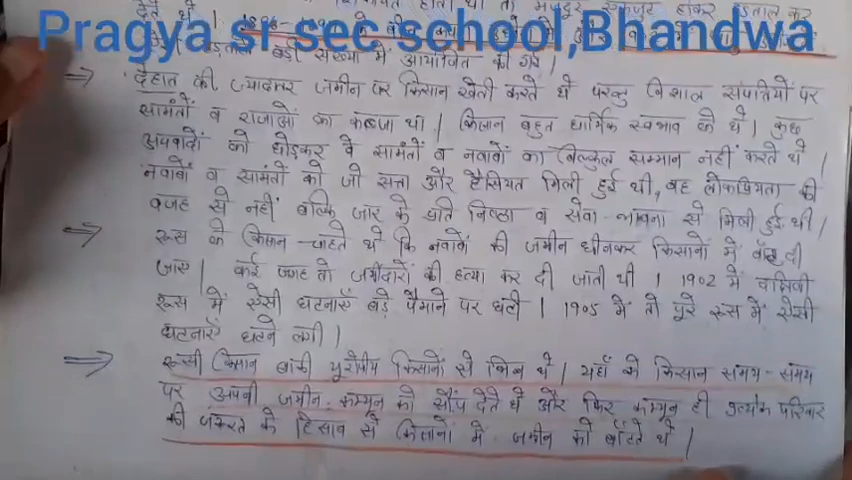 देते थे।
Pragya sr sec school,Bhandwa
बड़ी संख्या में आयोजित की गई।
⇒ देहात की ज्यादातर जमीन पर किसान खेती करते थे परन्तु विशाल संपत्तियों पर
सामंतों व राजाओं का कब्जा था। किसान बहुत धार्मिक स्वभाव के थे। कुछ
अपवादों को छोड़कर वे सामंतों व नवाबों का बिल्कुल सम्मान नहीं करते थे।
नवाबों व सामंतों को जो सत्ता और हैसियत मिली हुई थी, वह लोकप्रियता की
वजह से नहीं बल्कि जार के प्रति निष्ठा व सेवा-भावना से मिली हुई थी।
⇒ रूस के किसान चाहते थे कि नवाबों की जमीन छीनकर किसानों में बाँट दी
जाए। कई जगह तो जमींदारों की हत्या कर दी जाती थी। 1902 में दक्षिणी
रूस में ऐसी घटनाएँ बड़े पैमाने पर घटी। 1905 में तो पूरे रूस में ऐसी
घटनाएँ घटने लगी।
⇒ रूसी किसान बाकी यूरोपीय किसानों से भिन्न थे। यहाँ के किसान समय-समय
पर अपनी जमीन कम्यून को सौंप देते थे और फिर कम्यून ही प्रत्येक परिवार
की जरूरत के हिसाब से किसानों में जमीन को बाँटते थे।